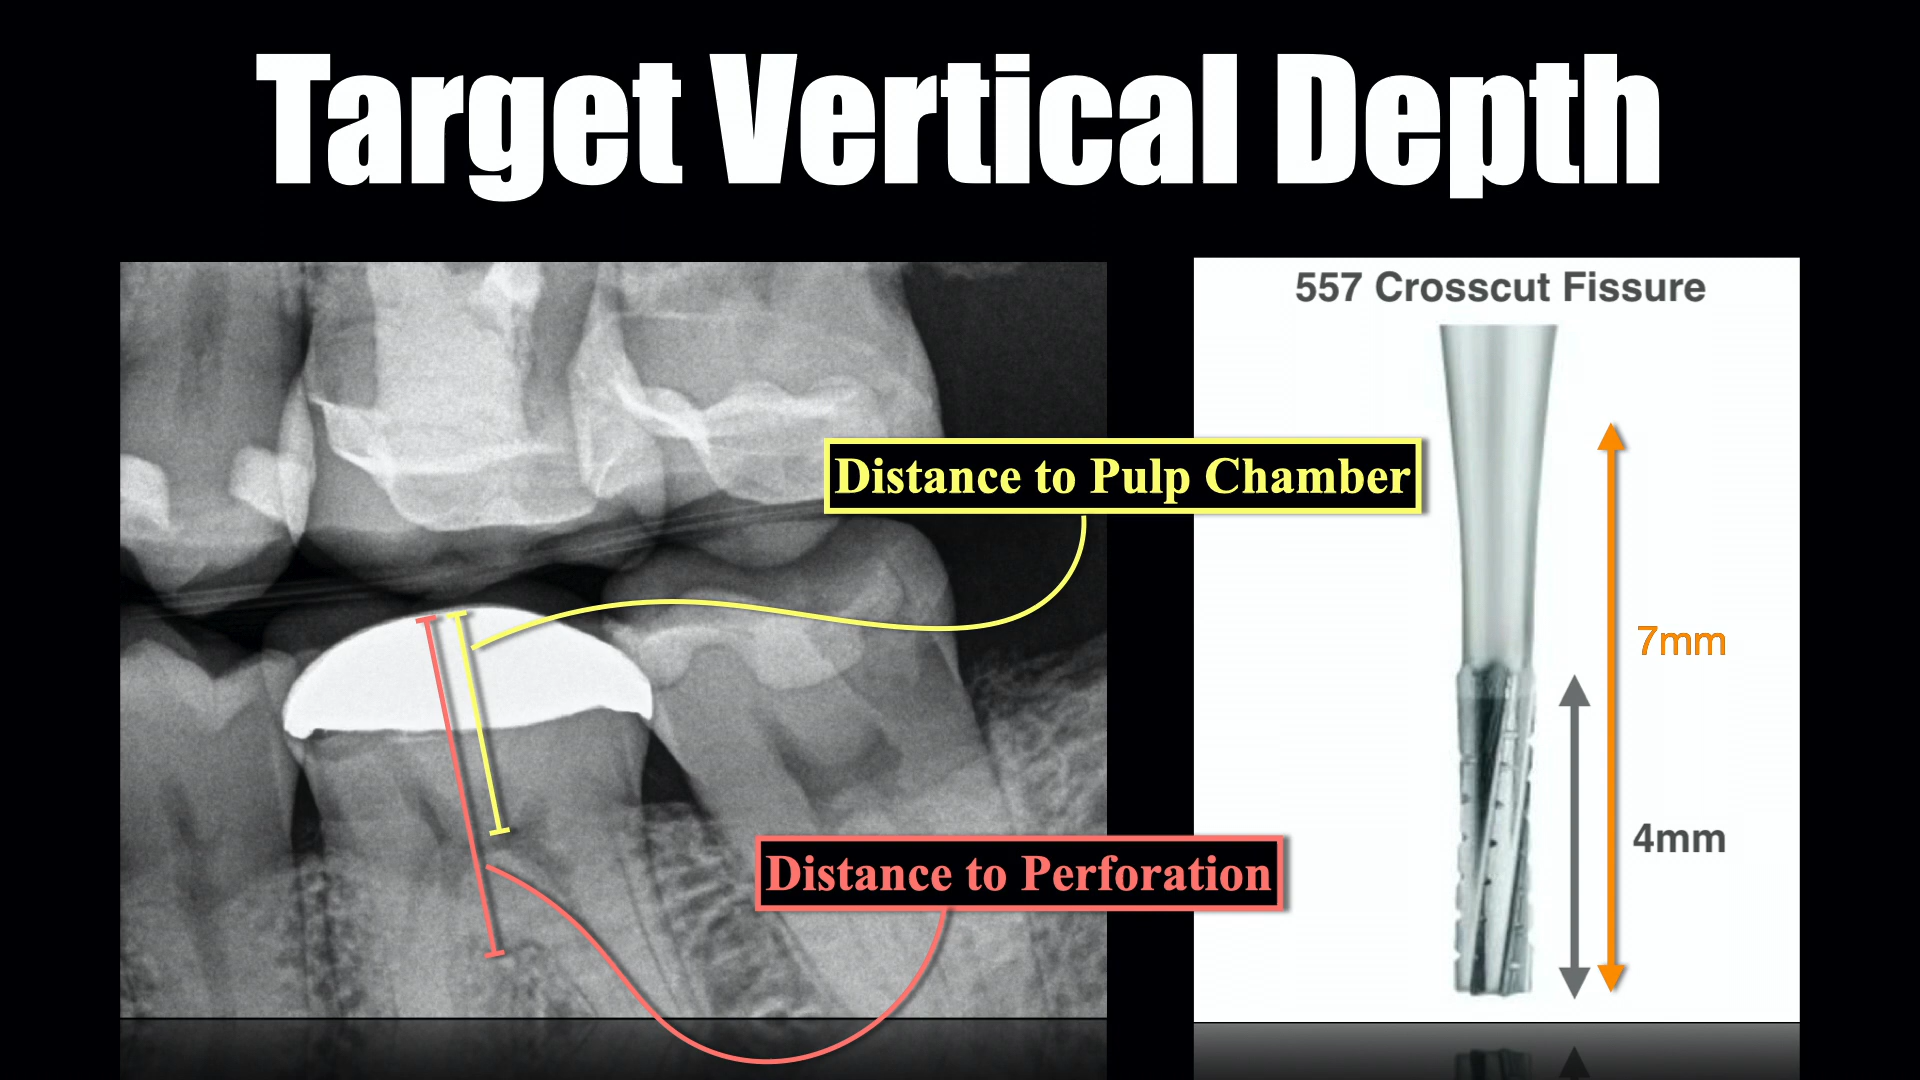 Target Vertical Depth
557 Crosscut Fissure
Distance to Pulp Chamber
7mm
4mm
Distance to Perforation